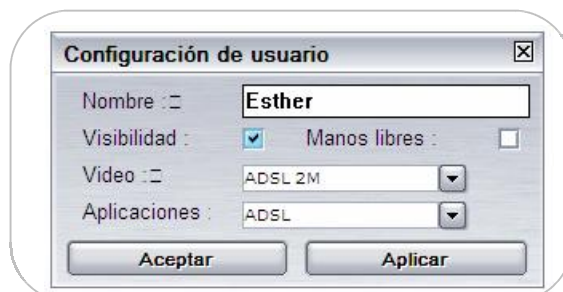 Configuración de usuario
Nombre :
Esther
Visibilidad :
Manos libres :
Video :
ADSL 2M
Aplicaciones :
ADSL
Aceptar
Aplicar